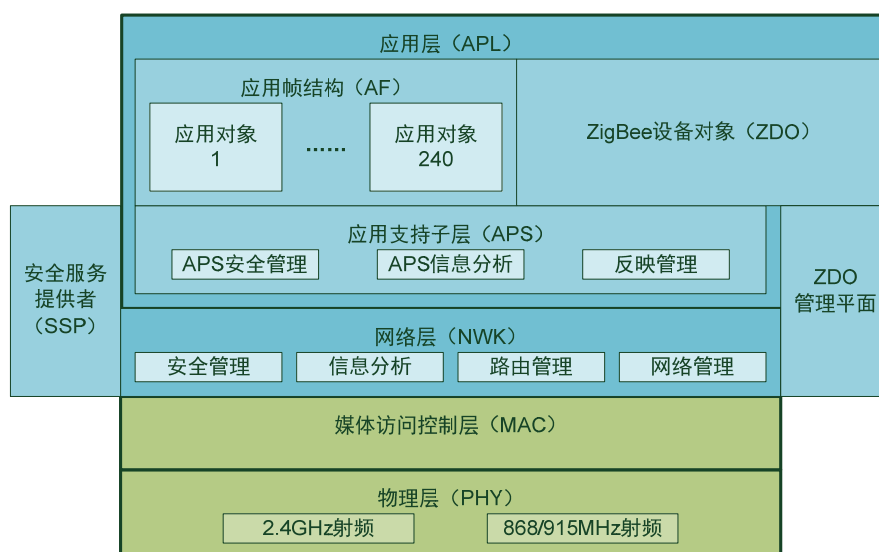 应用层（APL）
应用帧结构（AF）
应用对象
1
……
应用对象
240
ZigBee设备对象（ZDO）
应用支持子层（APS）
APS安全管理
APS信息分析
反映管理
安全服务
提供者
（SSP）
ZDO
管理平面
网络层（NWK）
安全管理
信息分析
路由管理
网络管理
媒体访问控制层（MAC）
物理层（PHY）
2.4GHz射频
868/915MHz射频